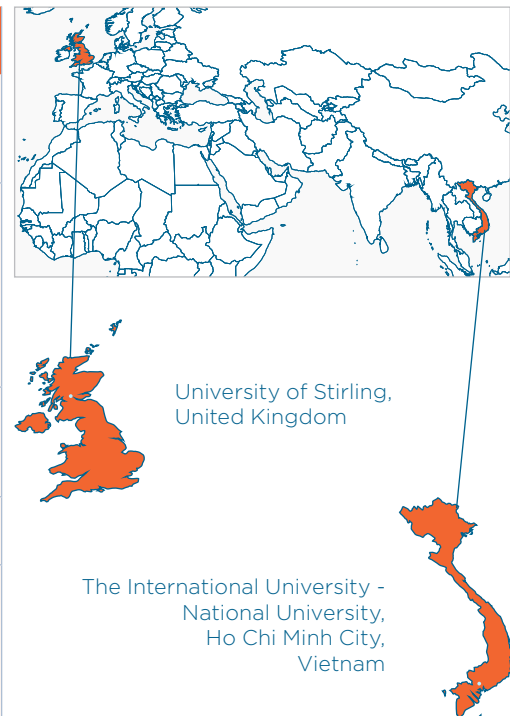 University of Stirling,
United Kingdom
The International University -
National University,
Ho Chi Minh City,
Vietnam